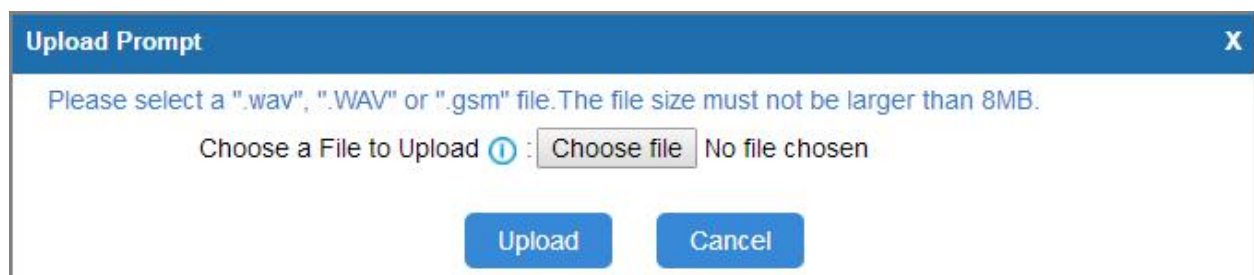 Upload Prompt X
Please select a ".wav", ".WAV" or ".gsm" file.The file size must not be larger than 8MB.
Choose a File to Upload : Choose file No file chosen
Upload Cancel